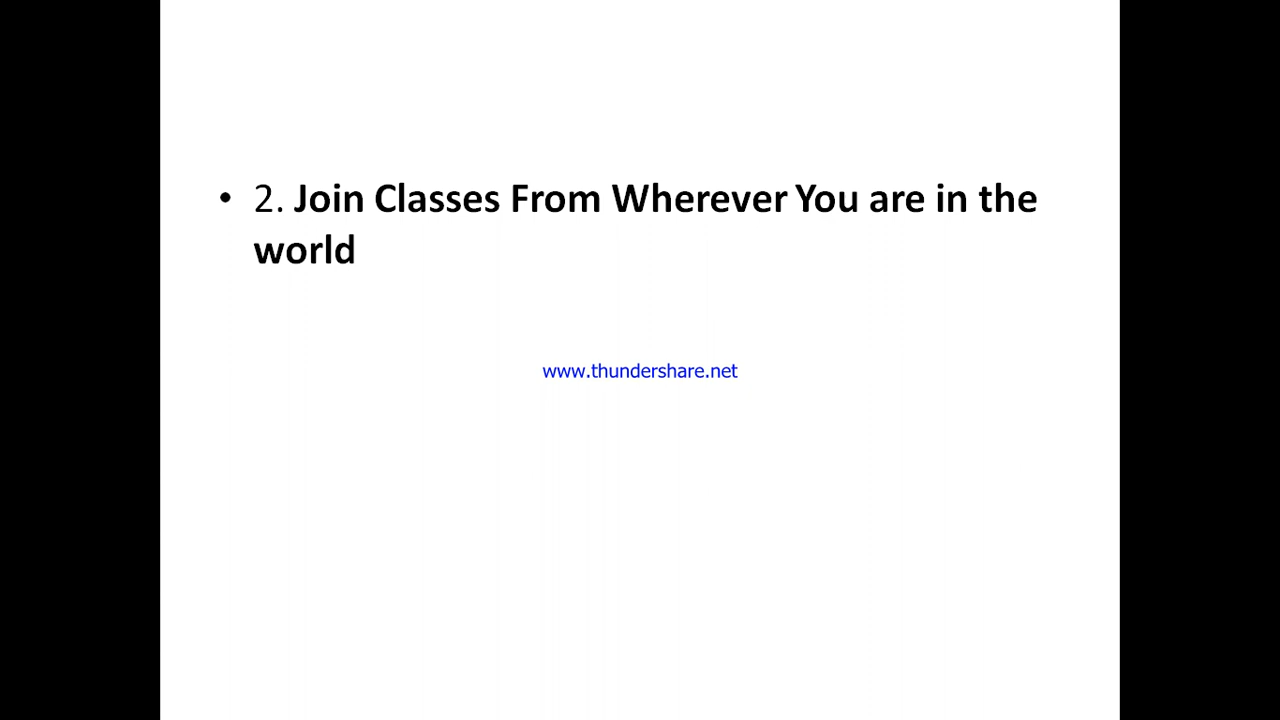 • 2. Join Classes From Wherever You are in the
world
www.thundershare.net